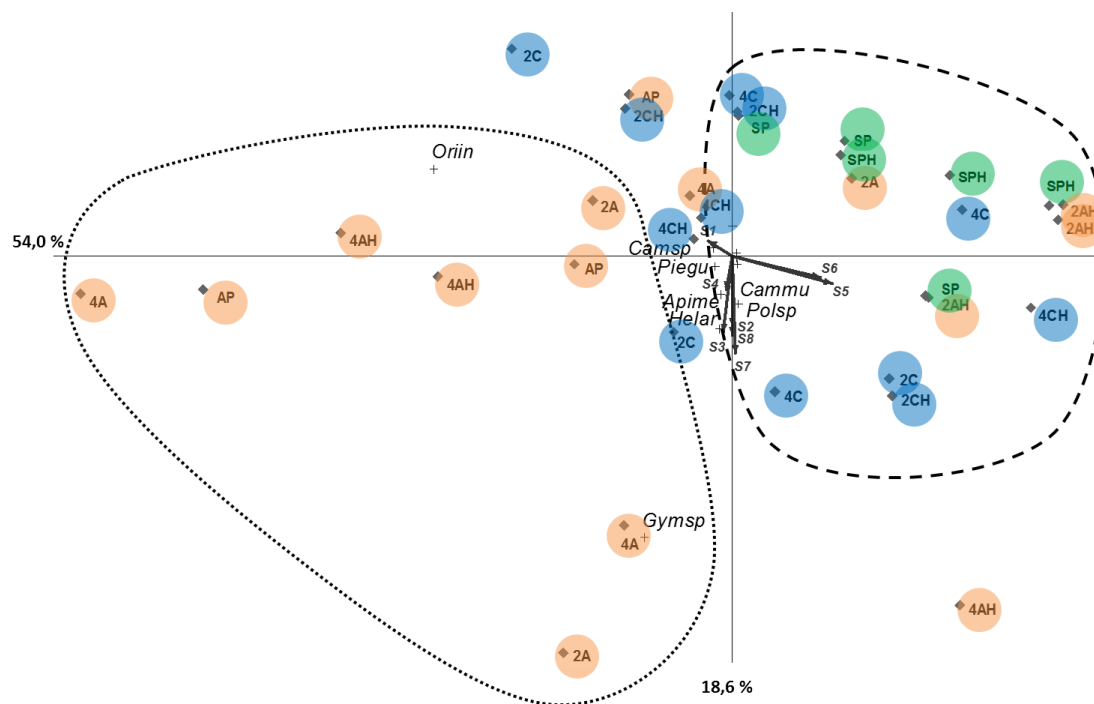 2C
AP
2CH
4C
2CH
SP
SP
SPH
2A
SPH
SPH
2AH
2AH
4C
Oriin
2A
4A
4CH
4CH
4AH
S1
54,0 %
Camsp
Piegu
S6
S5
AP
4AH
S4
Cammu
SP
2AH
4A
AP
Apime
Polsp
Helar
4CH
2C
S3
S2
S8
S7
2C
2CH
4C
Gymsp
4A
4AH
2A
18,6 %